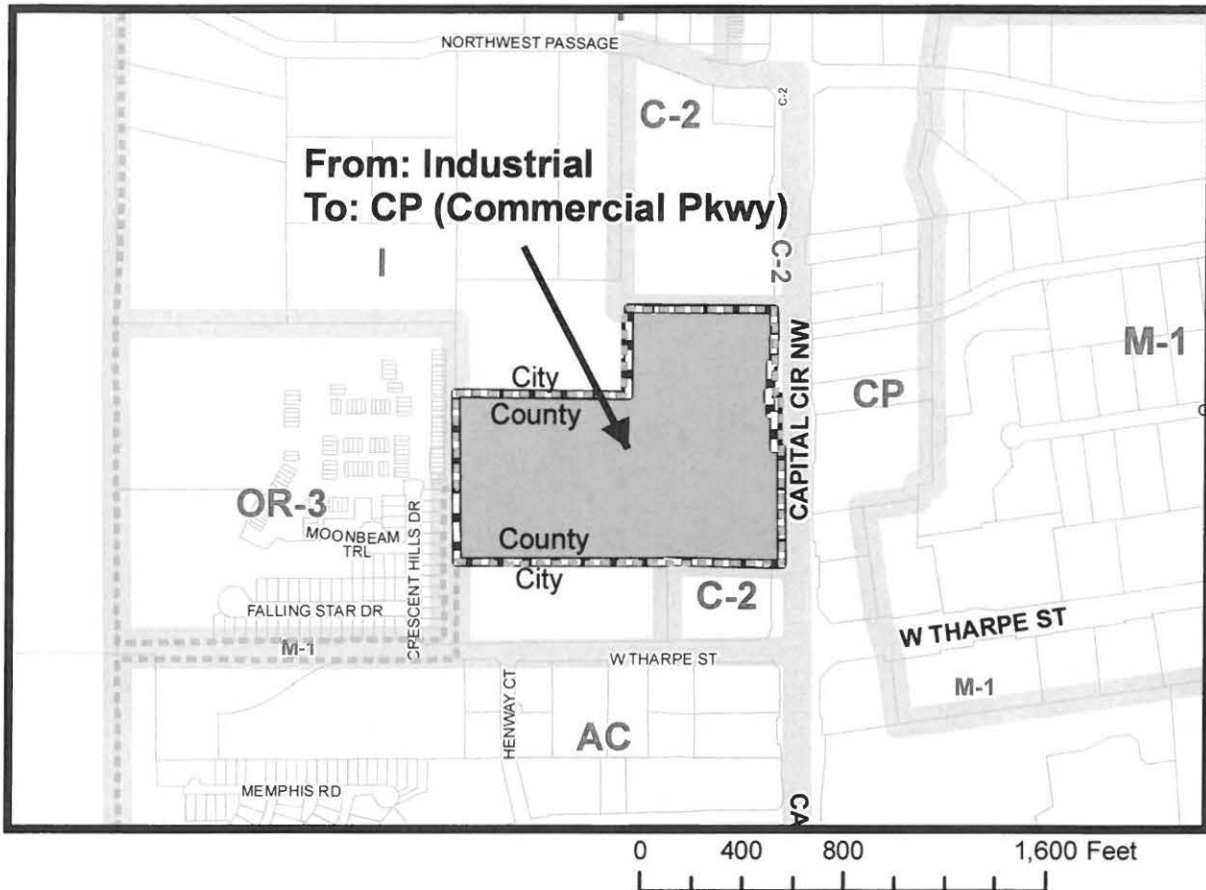 NORTHWEST PASSAGE
C-2
C-2
From: Industrial
To: CP (Commercial Pkwy)
I
C-2
CAPITAL CIR NW
M-1
CP
City
County
OR-3
MOONBEAM
TRL
CRESCENT HILLS DR
County
City
C-2
FALLING STAR DR
M-1
W THARPE ST
W THARPE ST
M-1
HENWAY CT
AC
MEMPHIS RD
CA
0 400 800 1,600 Feet